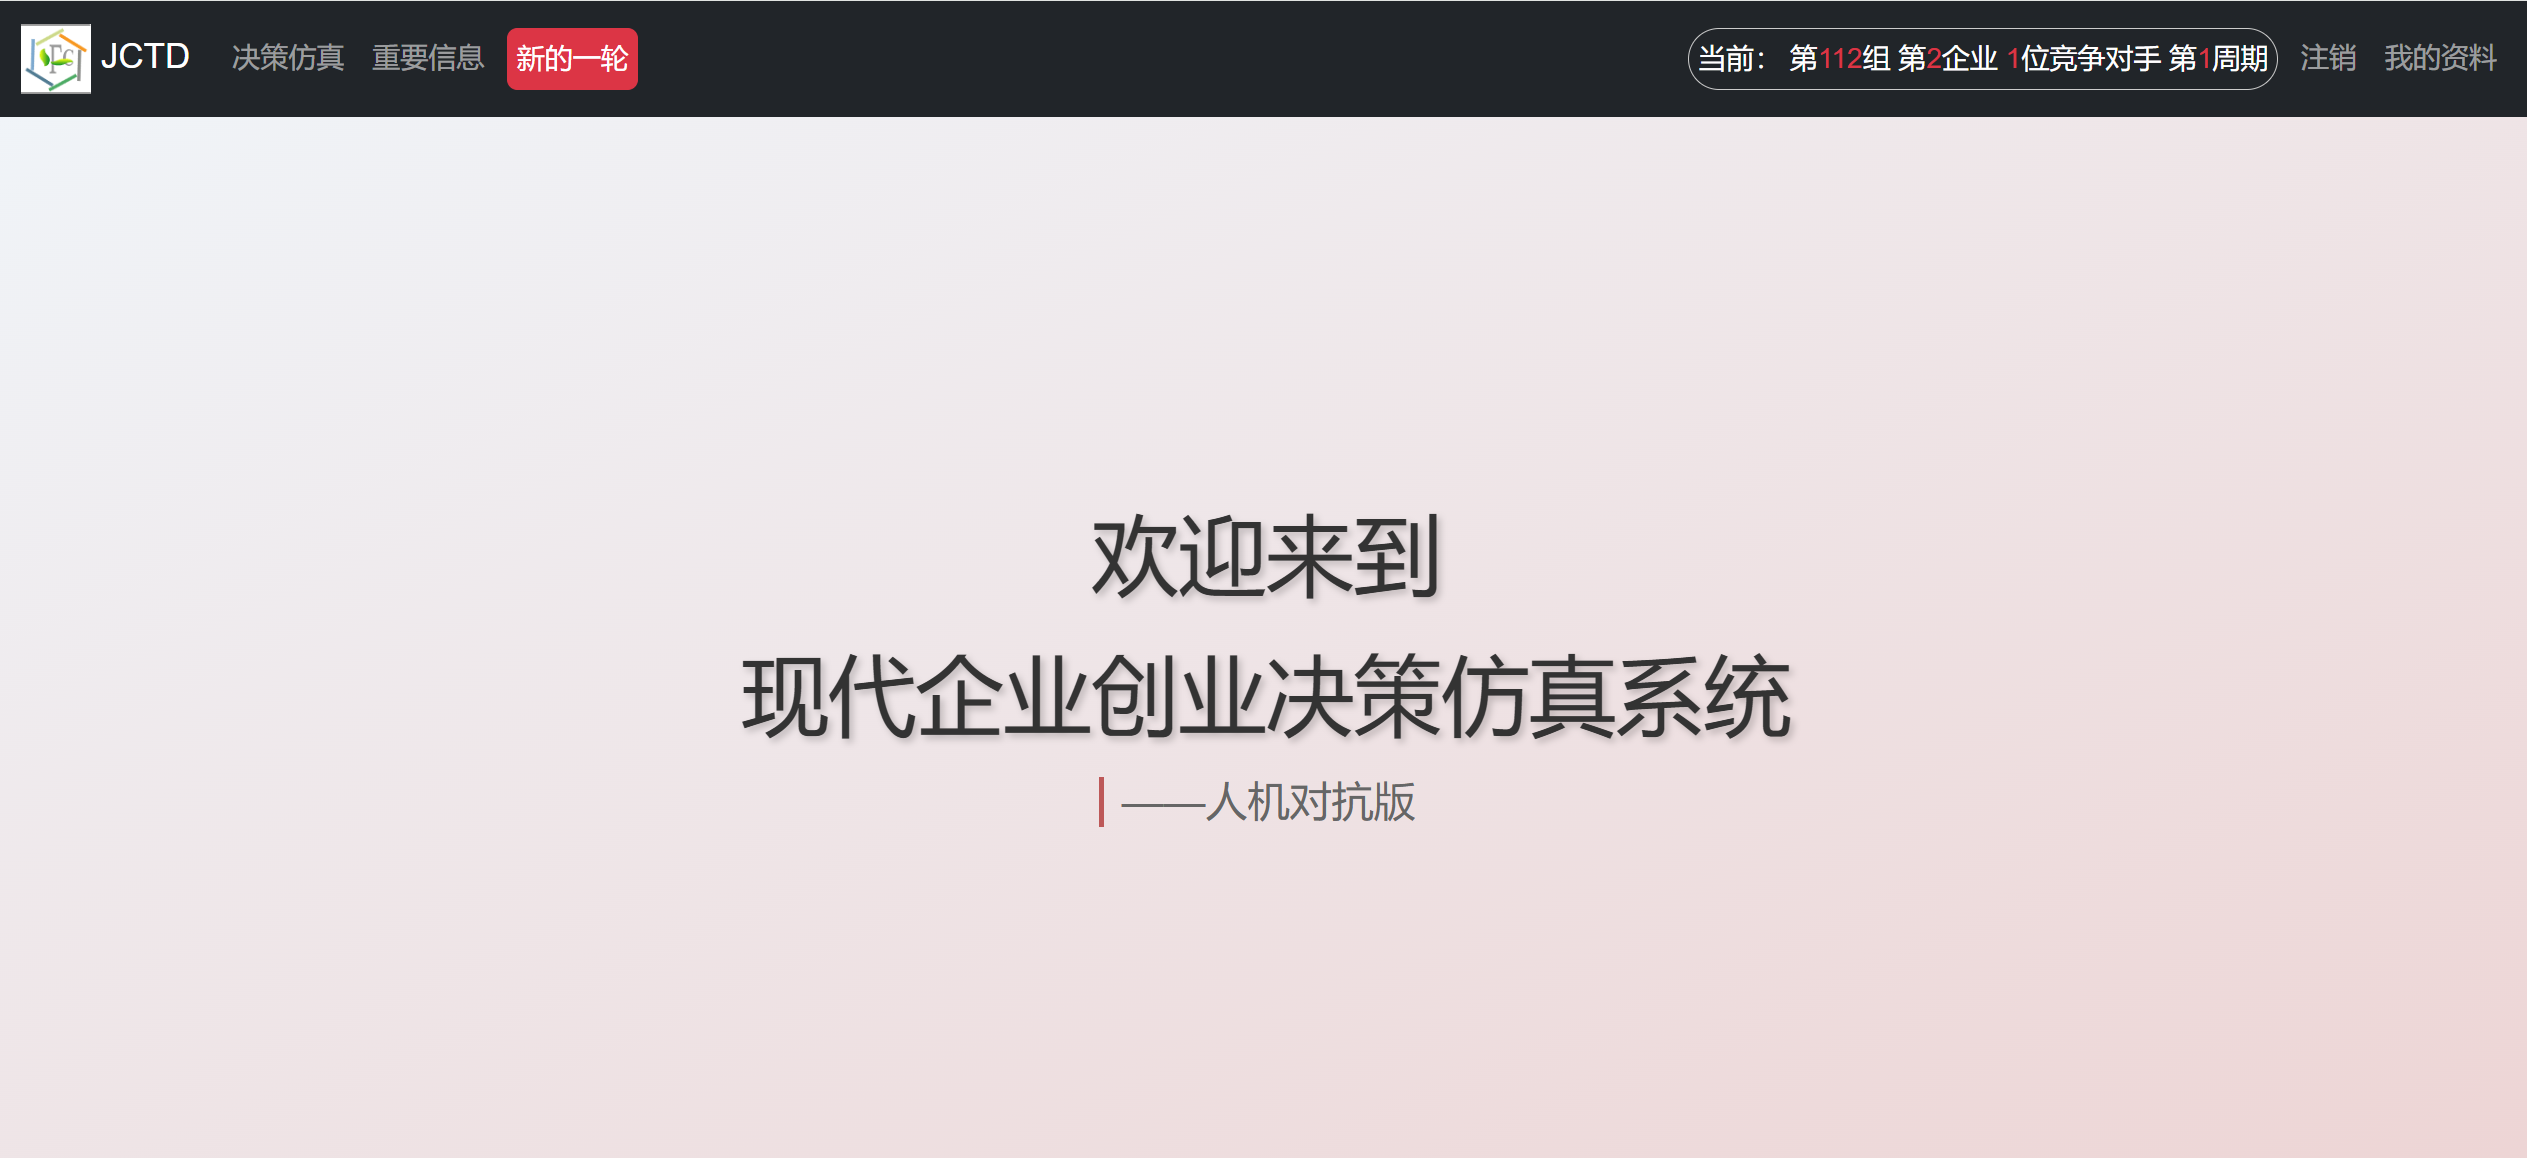 JCTD 决策仿真 重要信息 新的一轮 当前： 第112组 第2企业 1位竞争对手 第1周期 注销 我的资料
欢迎来到
现代企业创业决策仿真系统
——人机对抗版